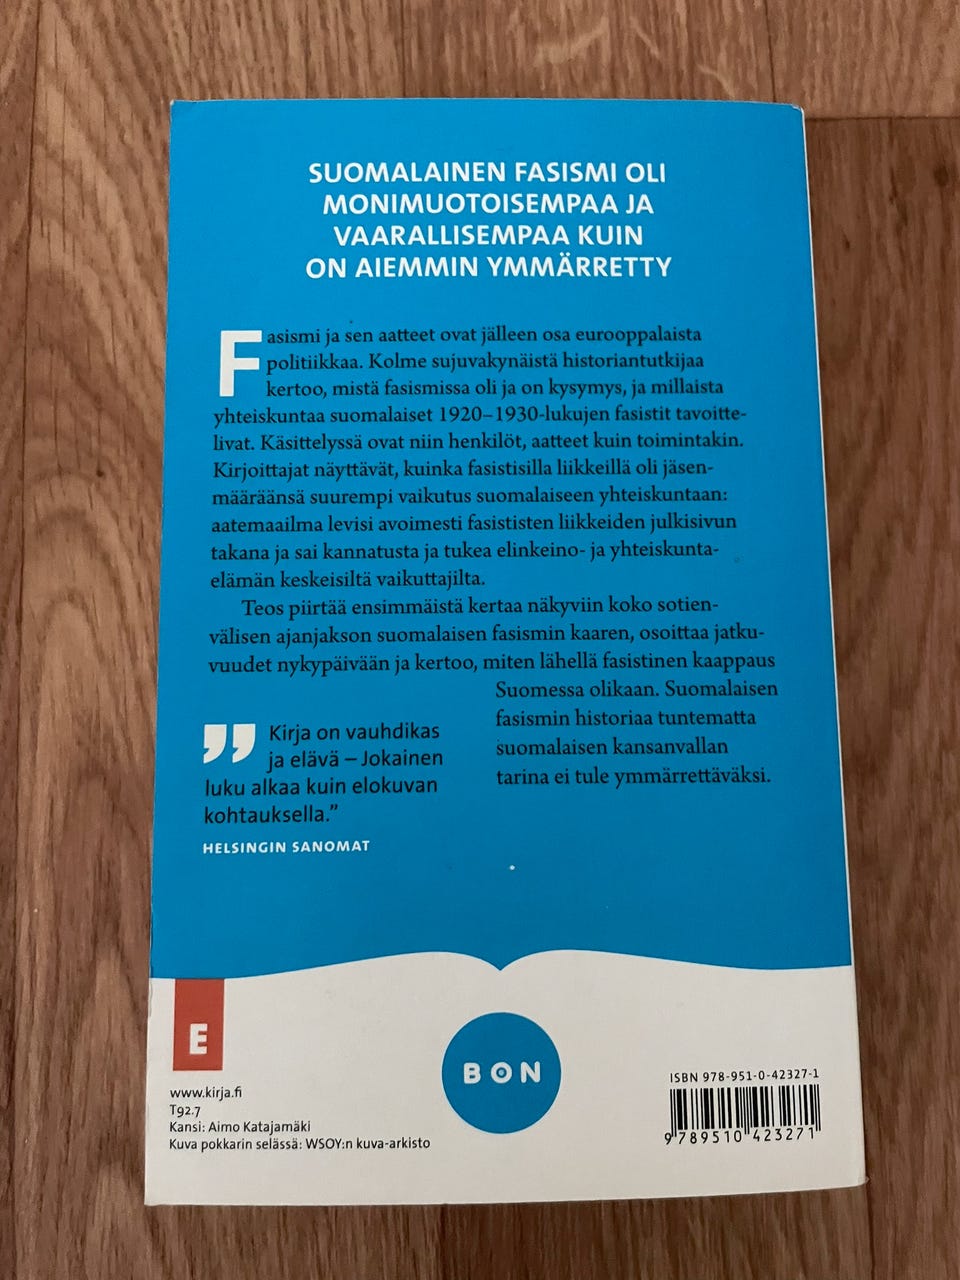 SUOMALAINEN FASISMI OLI
MONIMUOTOISEMPAA JA
VAARALLISEMPAA KUIN
ON AIEMMIN YMMÄRRETTY
Fasismi ja sen aatteet ovat jälleen osa eurooppalaista
politiikkaa. Kolme sujuvakynäistä historiantutkijaa
kertoo, mistä fasismissa oli ja on kysymys, ja millaista
yhteiskuntaa suomalaiset 1920–1930-lukujen fasistit tavoitte-
livat. Käsittelyssä ovat niin henkilöt, aatteet kuin toimintakin.
Kirjoittajat näyttävät, kuinka fasistisilla liikkeillä oli jäsen-
määräänsä suurempi vaikutus suomalaiseen yhteiskuntaan:
aatemaailma levisi avoimesti fasististen liikkeiden julkisivun
takana ja sai kannatusta ja tukea elinkeino- ja yhteiskunta-
elämän keskeisiltä vaikuttajilta.
Teos piirtää ensimmäistä kertaa näkyviin koko sotien-
välisen ajanjakson suomalaisen fasismin kaaren, osoittaa jatku-
vuudet nykypäivään ja kertoo, miten lähellä fasistinen kaappaus
Suomessa olikaan. Suomalaisen
fasismin historiaa tuntematta
suomalaisen kansanvallan
tarina ei tule ymmärrettäväksi.
” Kirja on vauhdikas
ja elävä – Jokainen
luku alkaa kuin elokuvan
kohtauksella.”
HELSINGIN SANOMAT
E
www.kirja.fi
T92.7
Kansi: Aimo Katajamäki
Kuva pokkarin selässä: WSOY:n kuva-arkisto
BON
ISBN 978-951-0-42327-1
9 789510 423271